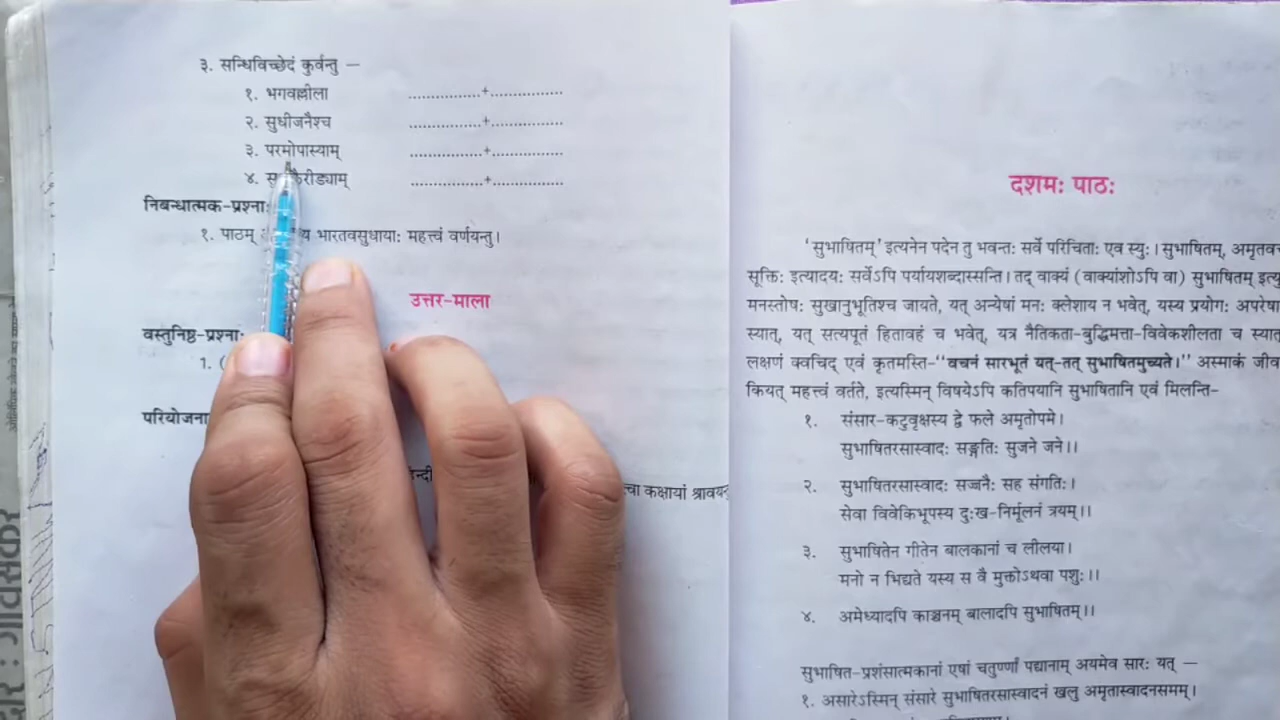 ३. सन्धिविच्छेदं कुर्वन्तु —
१. भगवल्लीला ................+................
२. सुधीजनैश्च ................+................
३. परमोपास्याम् ................+................
४. ................+................
निबन्धात्मक-प्रश्ना:
१. पाठम् भारतवसुधायाः महत्त्वं वर्णयन्तु।
उत्तर-माला
वस्तुनिष्ठ-प्रश्ना:
1. (
परियोजना
कक्षायां
दशमः पाठः
'सुभाषितम्' इत्यनेन पदेन तु भवन्तः सर्वे परिचिताः एव स्युः। सुभाषितम्,
सूक्तिः इत्यादयः सर्वेऽपि पर्यायशब्दास्सन्ति। तद् वाक्यं (वाक्यांशोऽपि वा) सुभाषितम्
मनस्तोषः सुखानुभूतिश्च जायते, यत् अन्येषां मनः क्लेशाय न भवेत्, यस्य प्रयोगः
स्यात्, यत् सत्यपूतं हितावहं च भवेत्, यत्र नैतिकता-बुद्धिमत्ता-विवेकशीलता च
लक्षणं क्वचिद् एवं कृतमस्ति-“वचनं सारभूतं यत्-तत् सुभाषितमुच्यते।” अस्माकं
कियत् महत्त्वं वर्तते, इत्यस्मिन् विषयेऽपि कतिपयानि सुभाषितानि एवं मिलन्ति-
१. संसार-कटुवृक्षस्य द्वे फले अमृतोपमे।
सुभाषितरसास्वादः सङ्गतिः सुजने जने।।
२. सुभाषितरसास्वादः सज्जनैः सह संगतिः।
सेवा विवेकिभूपस्य दुःख-निर्मूलनं त्रयम्।।
३. सुभाषितेन गीतेन बालकानां च लीलया।
मनो न भिद्यते यस्य स वै मुक्तोऽथवा पशुः।।
४. अमेध्यादपि काञ्चनम् बालादपि सुभाषितम्।।
सुभाषित-प्रशंसात्मकानां एषां चतुर्ण्णां पद्यानाम् अयमेव सारः यत् —
१. असारेऽस्मिन् संसारे सुभाषितरसास्वादनं खलु अमृतास्वादनसमम्।